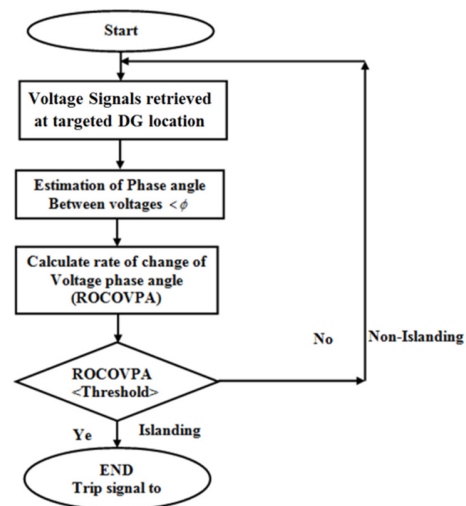 Start
Voltage Signals retrieved
at targeted DG location
Estimation of Phase angle
Between voltages <ϕ
Calculate rate of change of
Voltage phase angle
(ROCOVPA)
No
Non-Islanding
ROCOVPA
<Threshold>
Ye
Islanding
END
Trip signal to